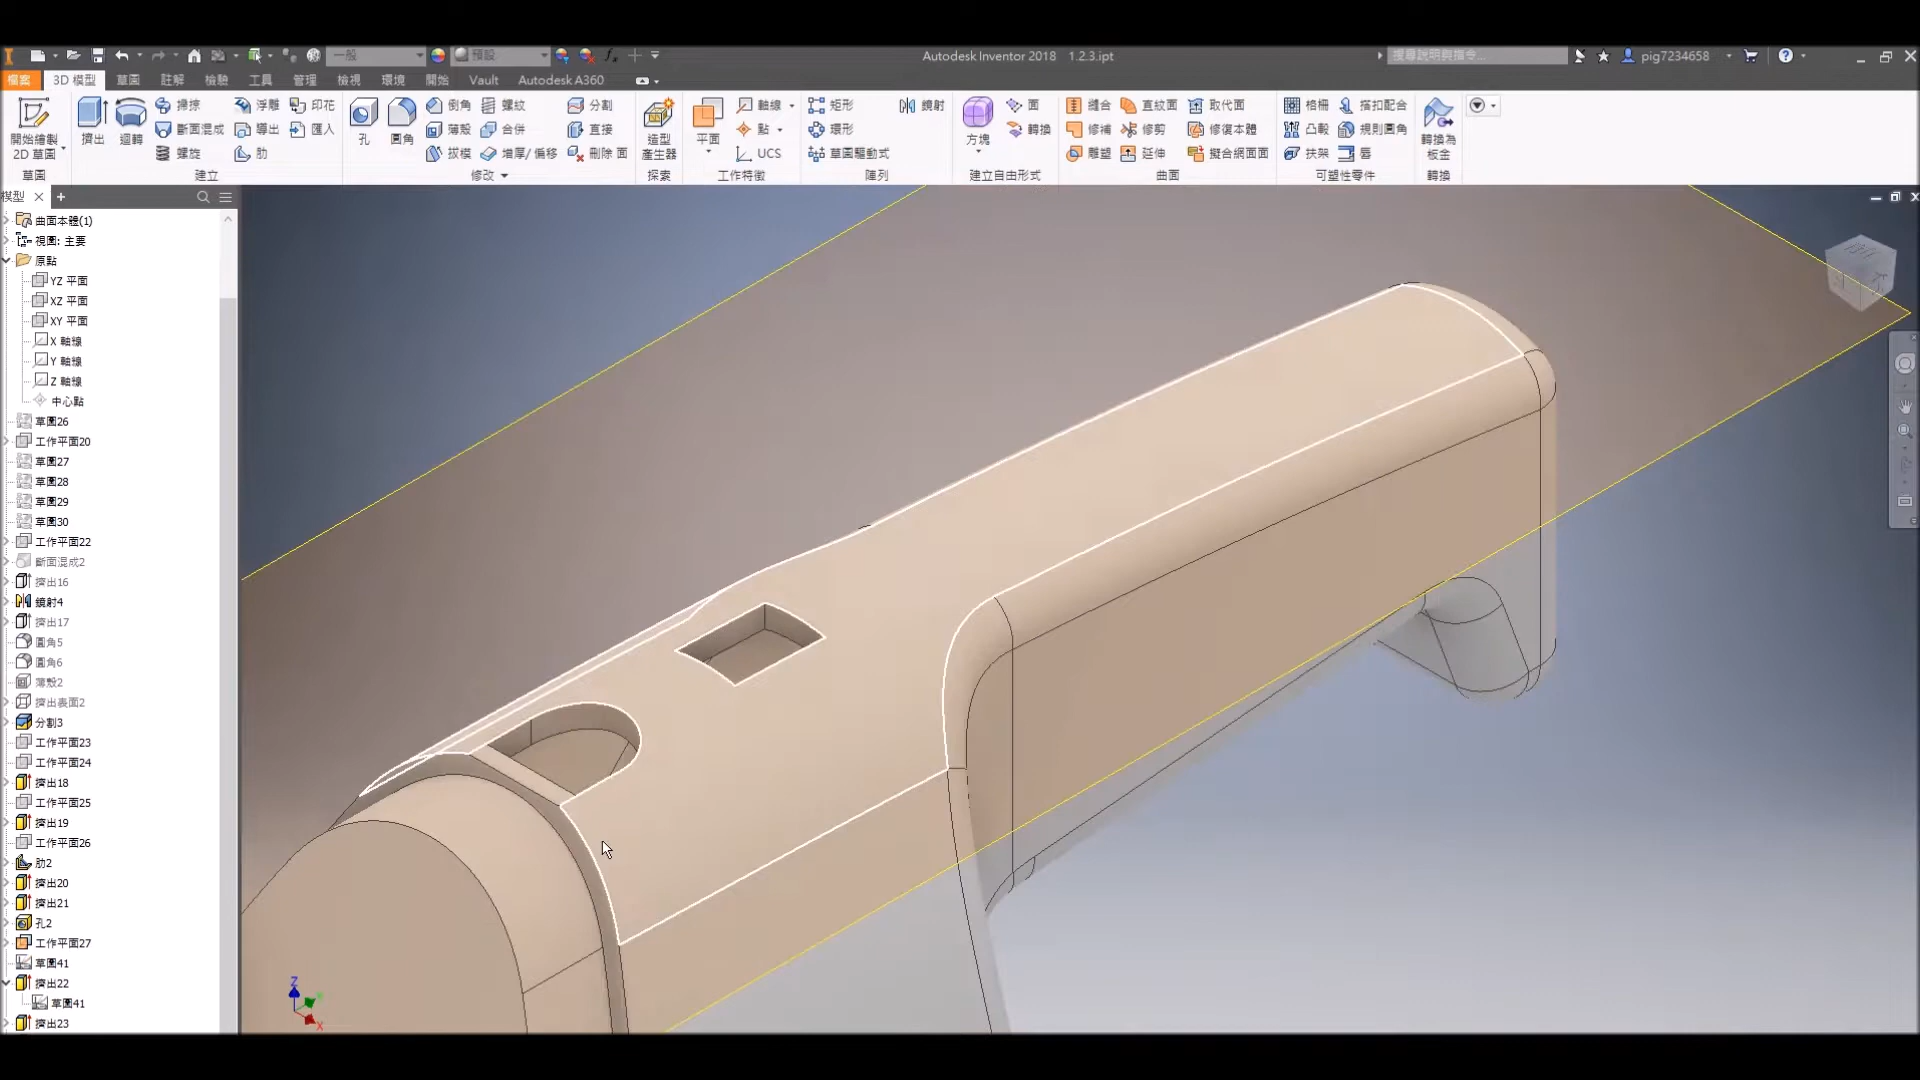 一般 預設 Autodesk Inventor 2018 1.2.3.ipt 搜尋說明與指令... pig7234658
檔案 3D 模型 草圖 註解 檢驗 工具 管理 檢視 環境 開始 Vault Autodesk A360
掃掠 浮雕 印花 倒角 螺紋 分割 軸線 矩形 鏡射 面 縫合 直紋面 取代面 格柵 搭扣配合
開始繪製 2D 草圖 擠出 迴轉 斷面混成 導出 匯入 孔 圓角 薄殼 合併 直接 造型產生器 平面 點 環形 方塊 轉換 修補 修剪 修復本體 凸轂 規則圓角 轉換為板金
螺旋 肋 拔模 增厚/偏移 刪除 面 UCS 草圖驅動式 雕塑 延伸 擬合網面面 扶架 唇
草圖 建立 修改 探索 工作特徵 陣列 建立自由形式 曲面 可塑性零件 轉換
模型
曲面本體(1)
視圖: 主要
原點
YZ 平面
XZ 平面
XY 平面
X 軸線
Y 軸線
Z 軸線
中心點
草圖26
工作平面20
草圖27
草圖28
草圖29
草圖30
工作平面22
斷面混成2
擠出16
鏡射4
擠出17
圓角5
圓角6
薄殼2
擠出表面2
分割3
工作平面23
工作平面24
擠出18
工作平面25
擠出19
工作平面26
肋2
擠出20
擠出21
孔2
工作平面27
草圖41
擠出22
草圖41
擠出23
Z
X